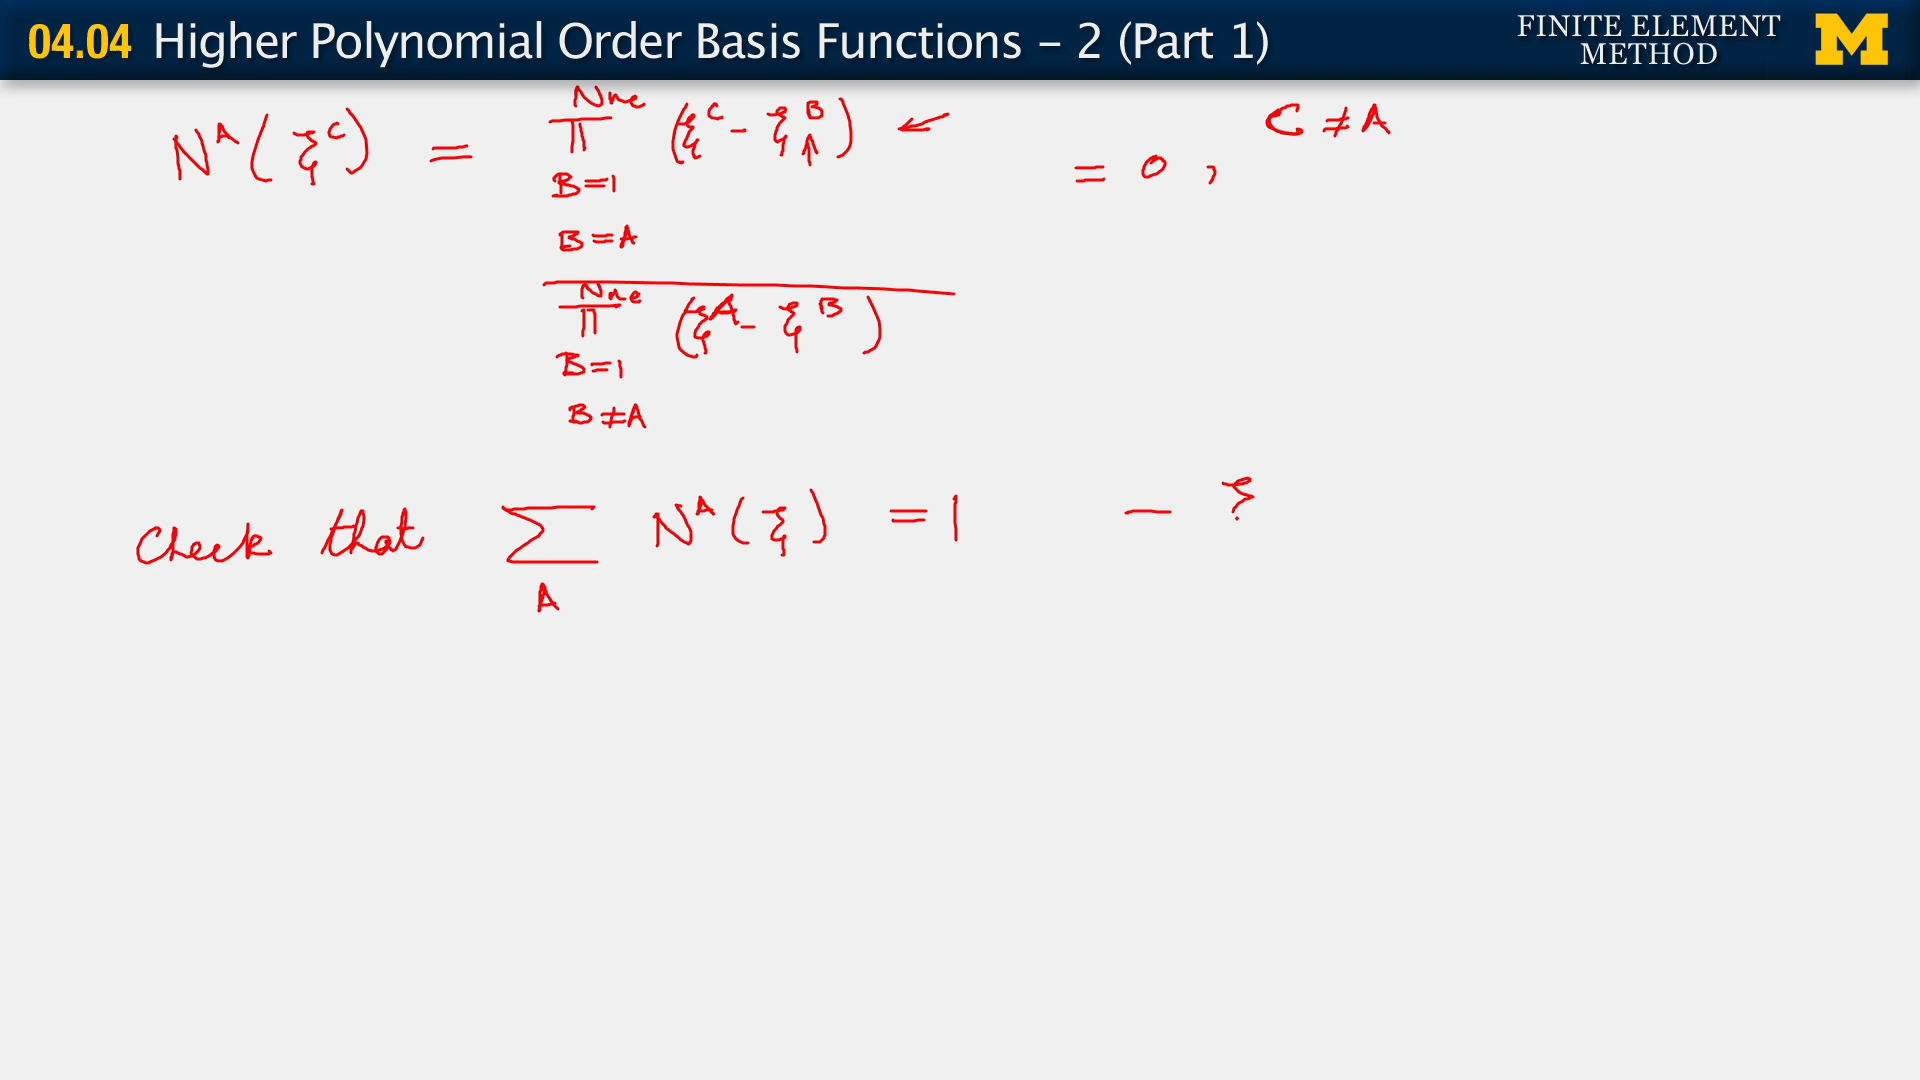 04.04 Higher Polynomial Order Basis Functions – 2 (Part 1)
FINITE ELEMENT
METHOD
M
Nne
N^A(ξ^C) = Π (ξ^C - ξ^B) ← = 0 , C ≠ A
↑
B=1
B=A
Nne
Π (ξ^A - ξ^B)
B=1
B≠A
Check that Σ N^A(ξ) = 1 – ?
A